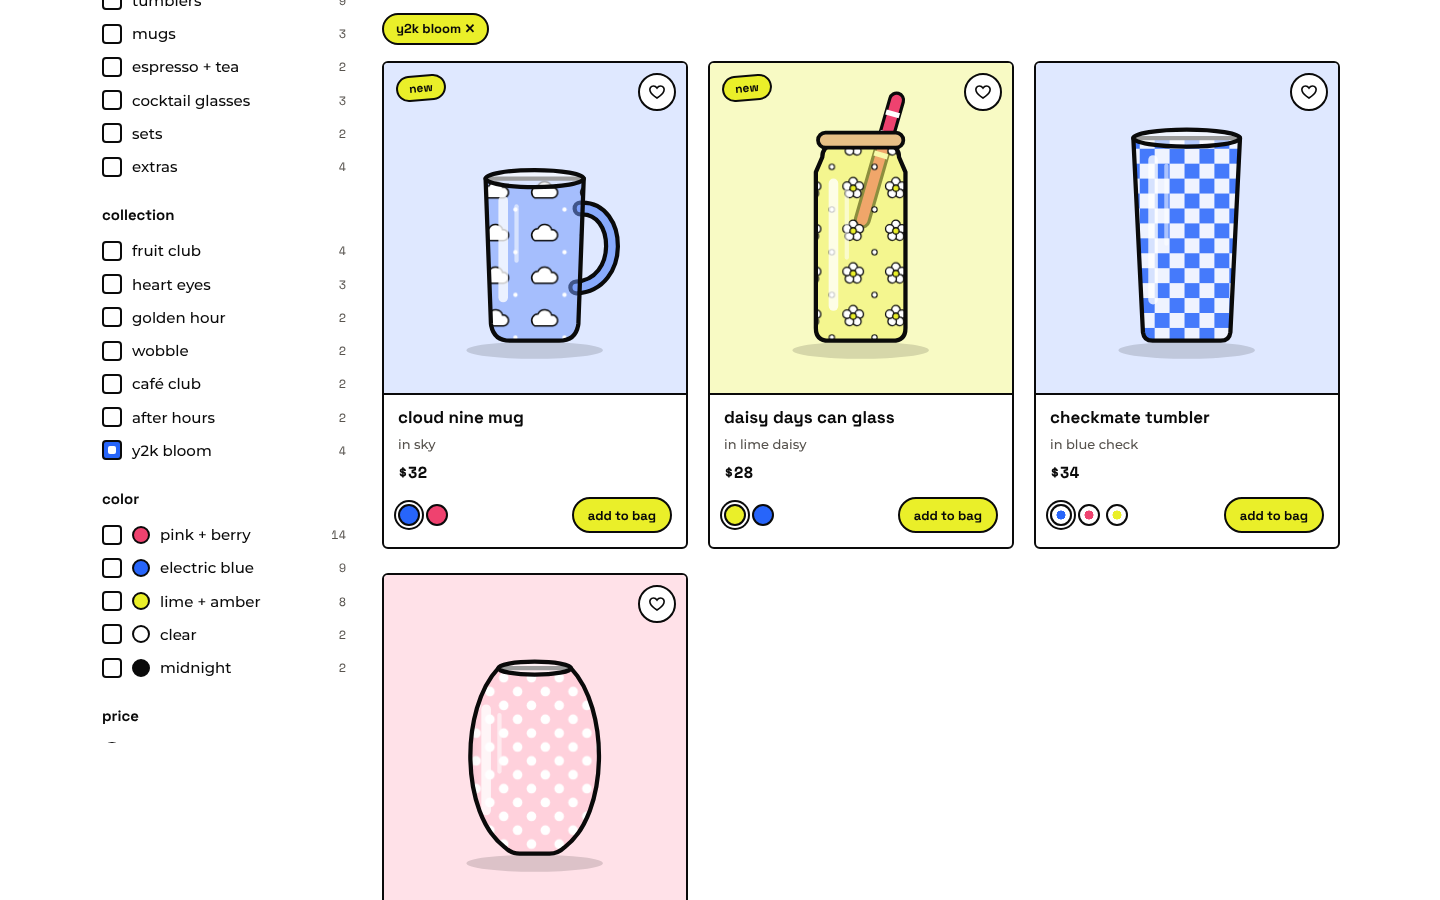 tumblers 9
mugs 3
espresso + tea 2
cocktail glasses 3
sets 2
extras 4
collection
fruit club 4
heart eyes 3
golden hour 2
wobble 2
café club 2
after hours 2
y2k bloom 4
color
pink + berry 14
electric blue 9
lime + amber 8
clear 2
midnight 2
price
y2k bloom ✕
new
cloud nine mug
in sky
$32
add to bag
new
daisy days can glass
in lime daisy
$28
add to bag
checkmate tumbler
in blue check
$34
add to bag